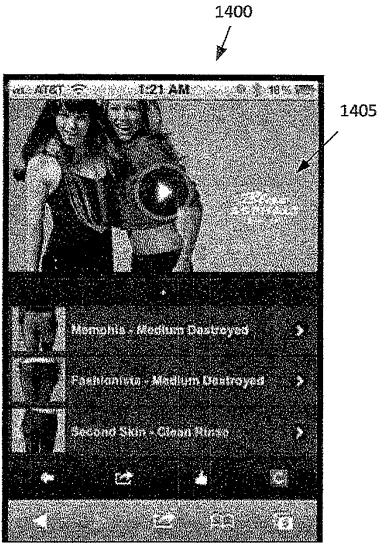 1400
AT&T 1:21 AM 18%
1405
Memphis - Medium Destroyed
Fashionista - Medium Destroyed
Second Skin - Clean Rinse